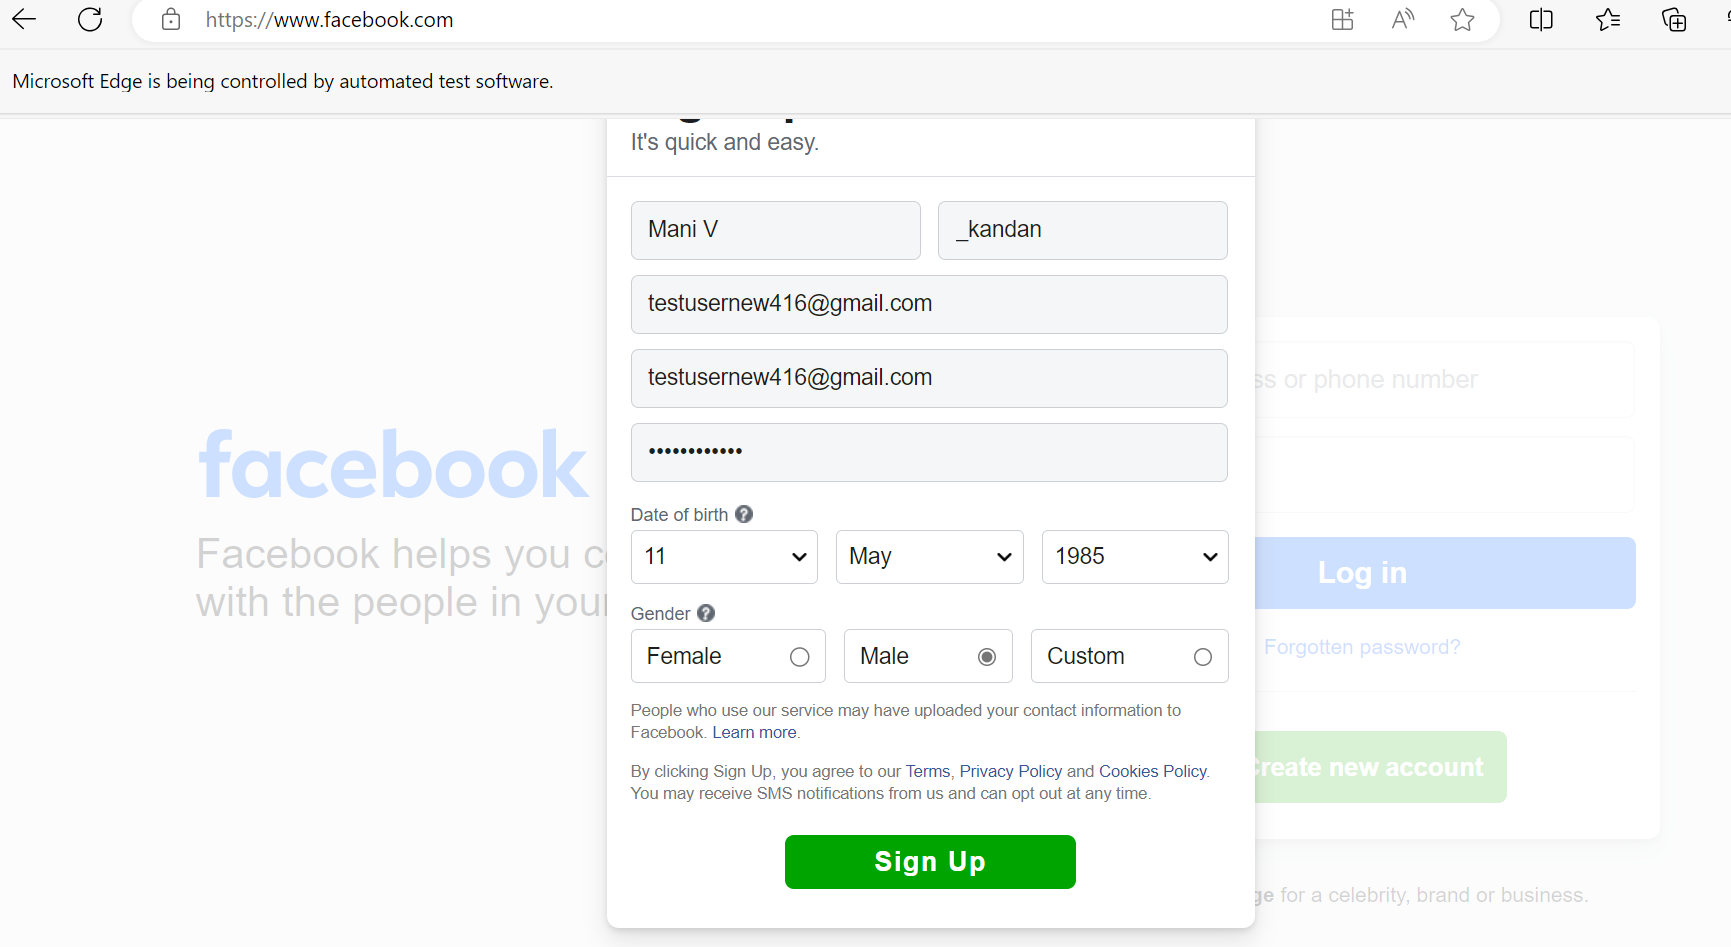 https://www.facebook.com
Microsoft Edge is being controlled by automated test software.
It's quick and easy.
Mani V
_kandan
testusernew416@gmail.com
testusernew416@gmail.com
••••••••••••
Date of birth
11
May
1985
Gender
Female
Male
Custom
People who use our service may have uploaded your contact information to
Facebook. Learn more.
By clicking Sign Up, you agree to our Terms, Privacy Policy and Cookies Policy.
You may receive SMS notifications from us and can opt out at any time.
Sign Up
facebook
Facebook helps you
with the people in
or phone number
Log in
Forgotten password?
new account
for a celebrity, brand or business.